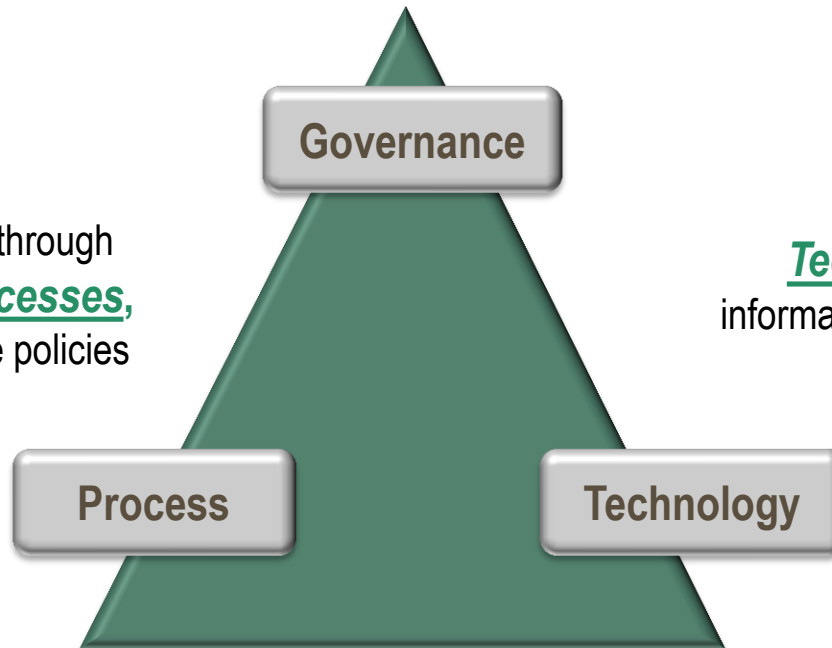 Governance
through
cesses,
policies
Te
informa
Process
Technology